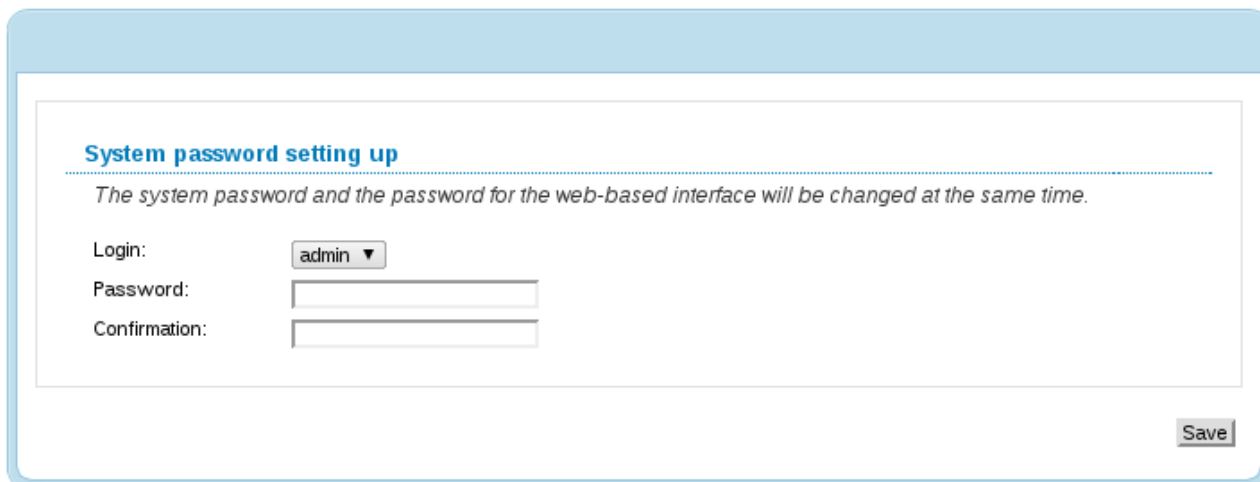 System password setting up
The system password and the password for the web-based interface will be changed at the same time.
Login: admin ▼
Password:
Confirmation:
Save